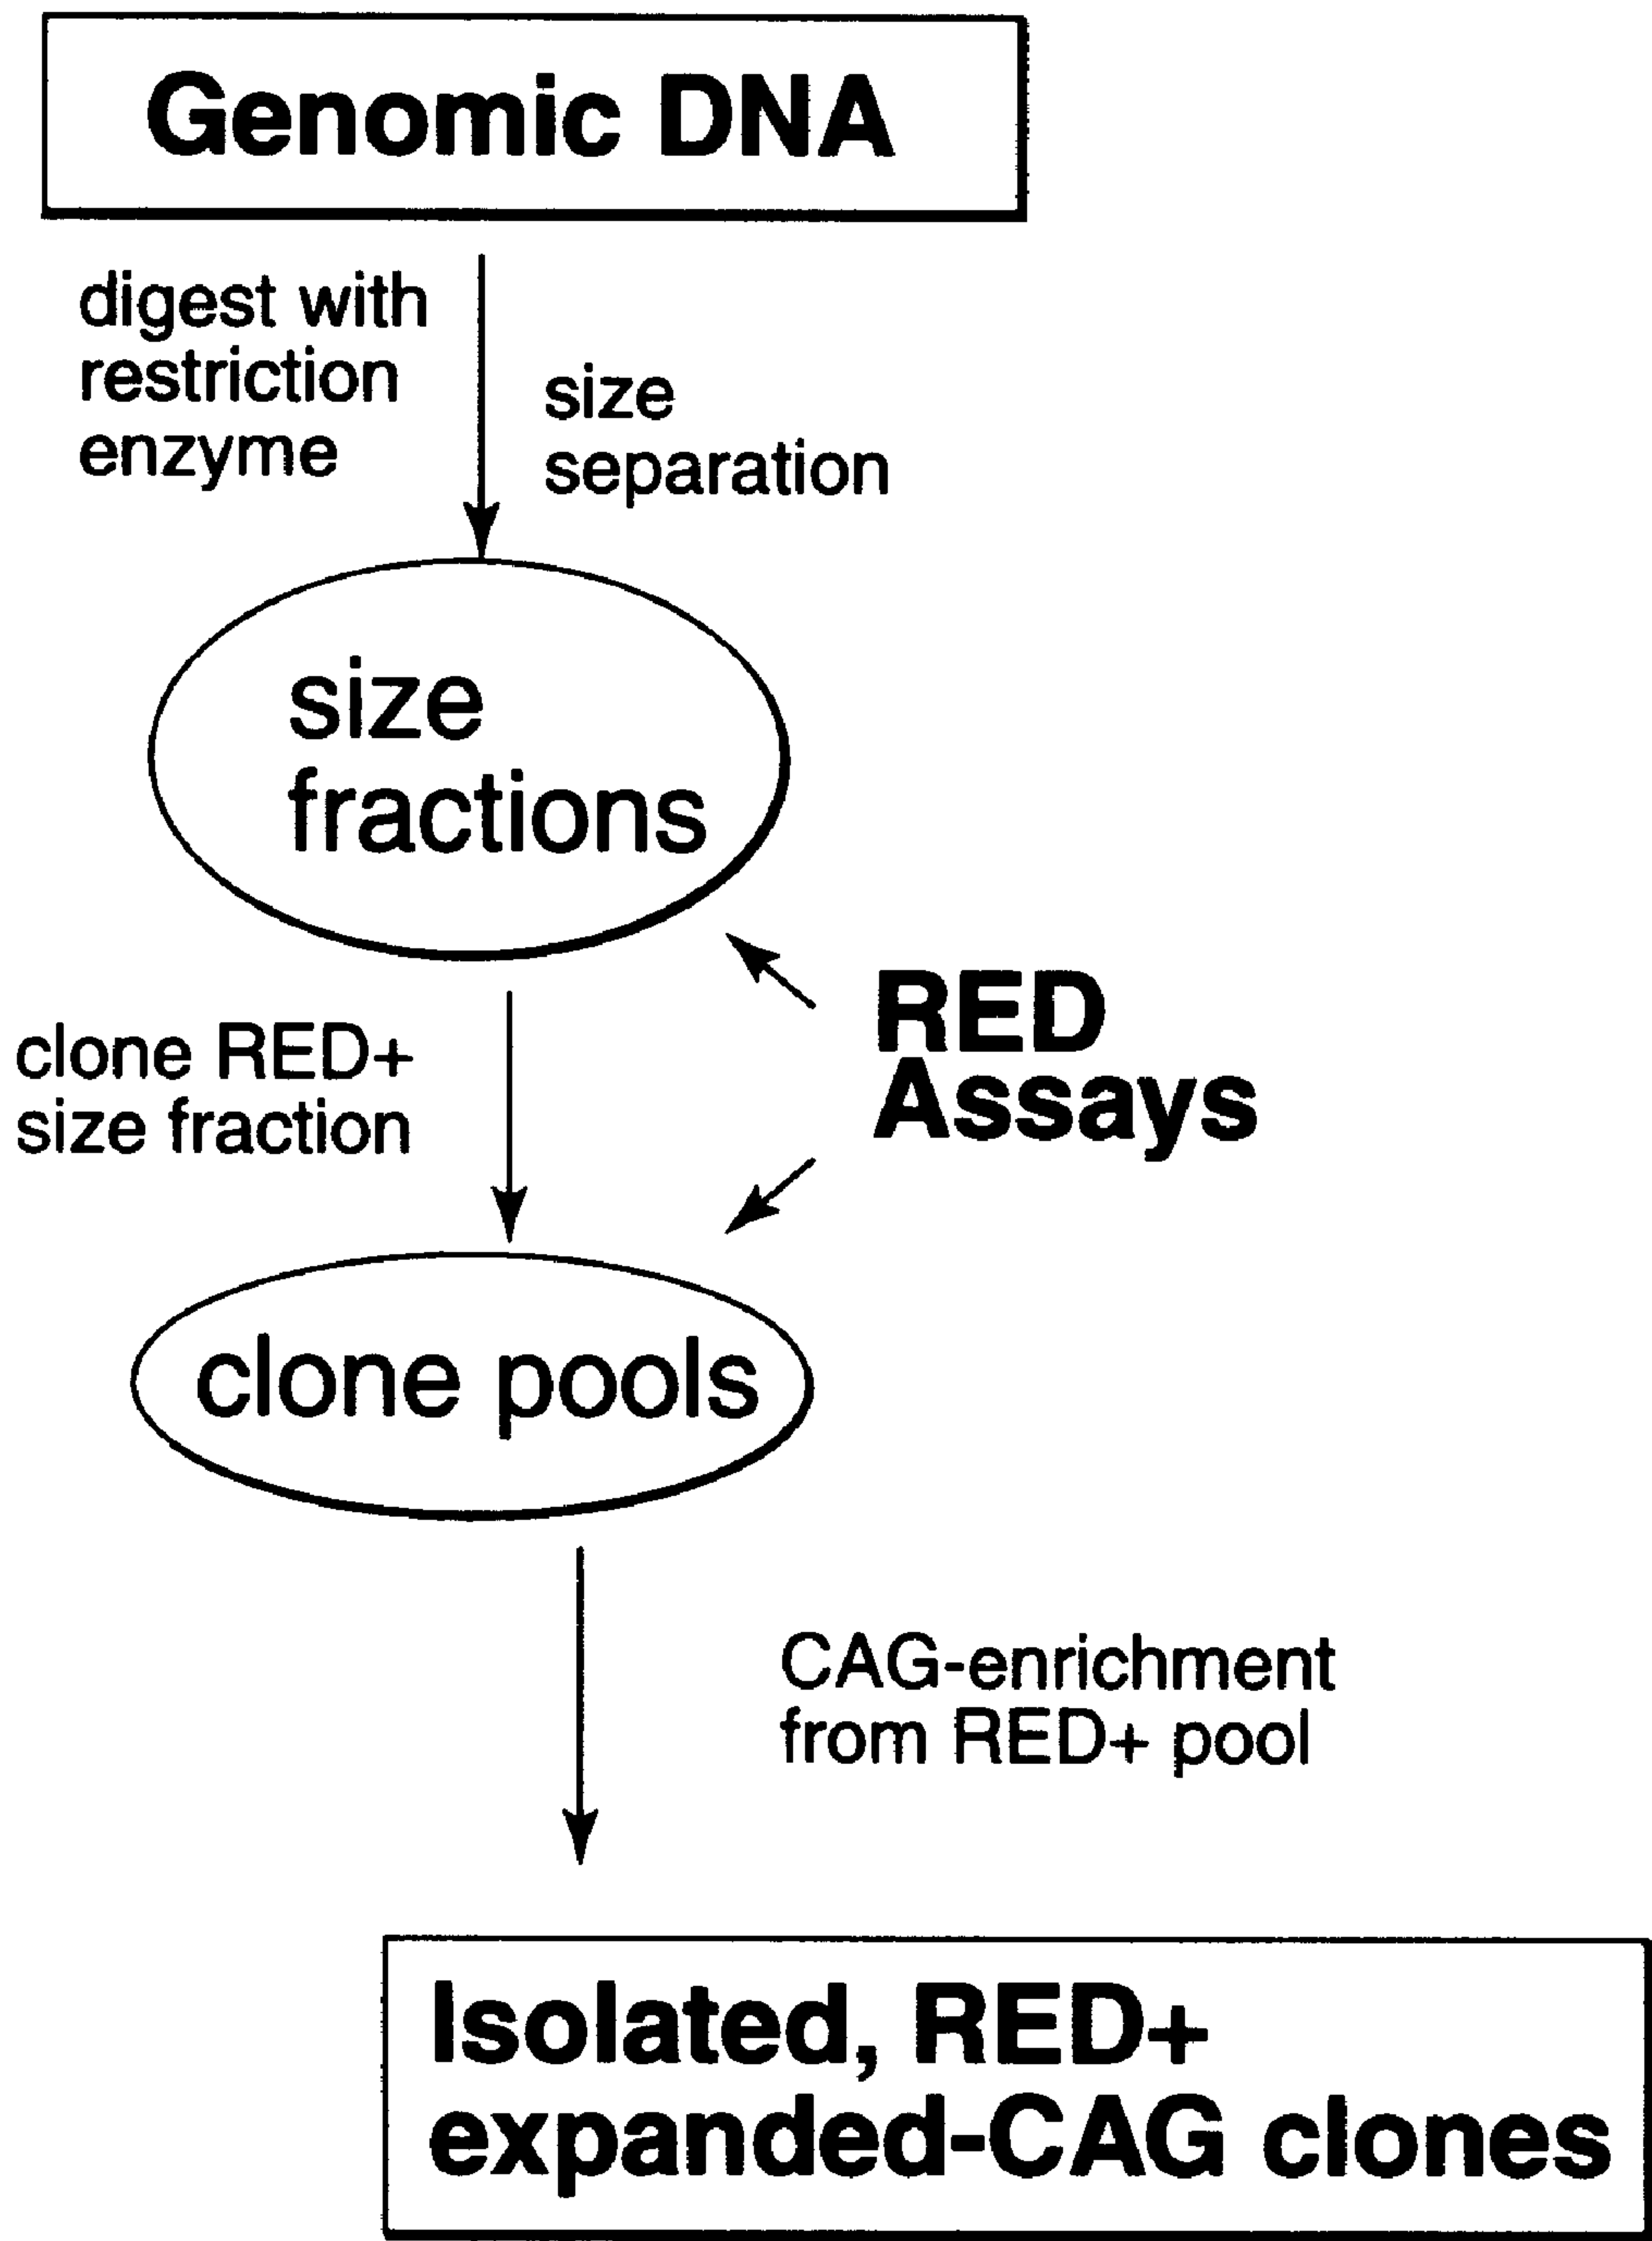 Genomic DNA
digest with
restriction
enzyme
size
separation
size
fractions
RED
Assays
clone RED+
size fraction
clone pools
CAG-enrichment
from RED+ pool
Isolated, RED+
expanded-CAG clones